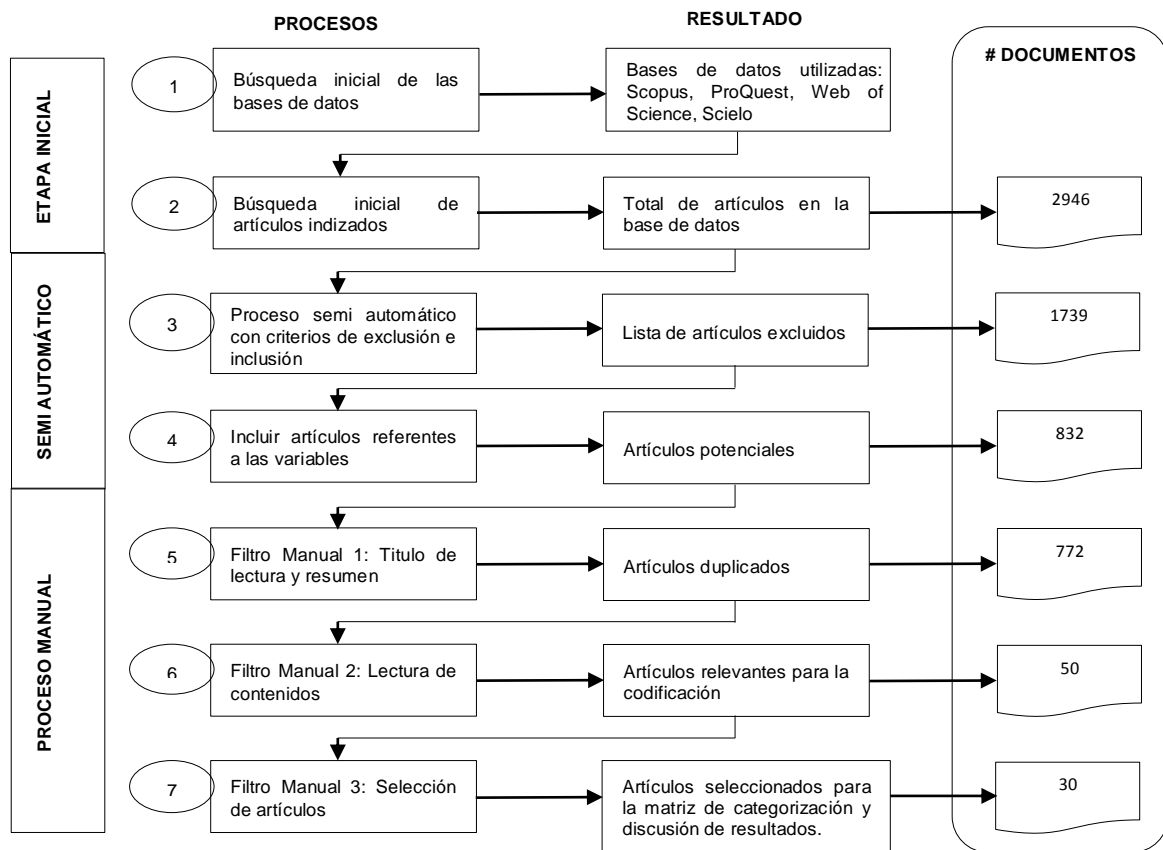 PROCESOS
RESULTADO
# DOCUMENTOS
ETAPA INICIAL
1
Búsqueda inicial de las
bases de datos
Bases de datos utilizadas:
Scopus, ProQuest, Web of
Science, Scielo
2
Búsqueda inicial de
artículos indizados
Total de artículos en la
base de datos
2946
SEMI AUTOMÁTICO
3
Proceso semi automático
con criterios de exclusión e
inclusión
Lista de artículos excluidos
1739
4
Incluir artículos referentes
a las variables
Artículos potenciales
832
PROCESO MANUAL
5
Filtro Manual 1: Titulo de
lectura y resumen
Artículos duplicados
772
6
Filtro Manual 2: Lectura de
contenidos
Artículos relevantes para la
codificación
50
7
Filtro Manual 3: Selección
de artículos
Artículos seleccionados para
la matriz de categorización y
discusión de resultados.
30